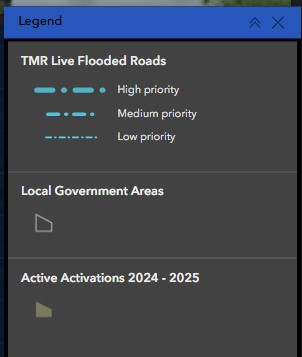 Legend
TMR Live Flooded Roads
High priority
Medium priority
Low priority
Local Government Areas
Active Activations 2024 - 2025